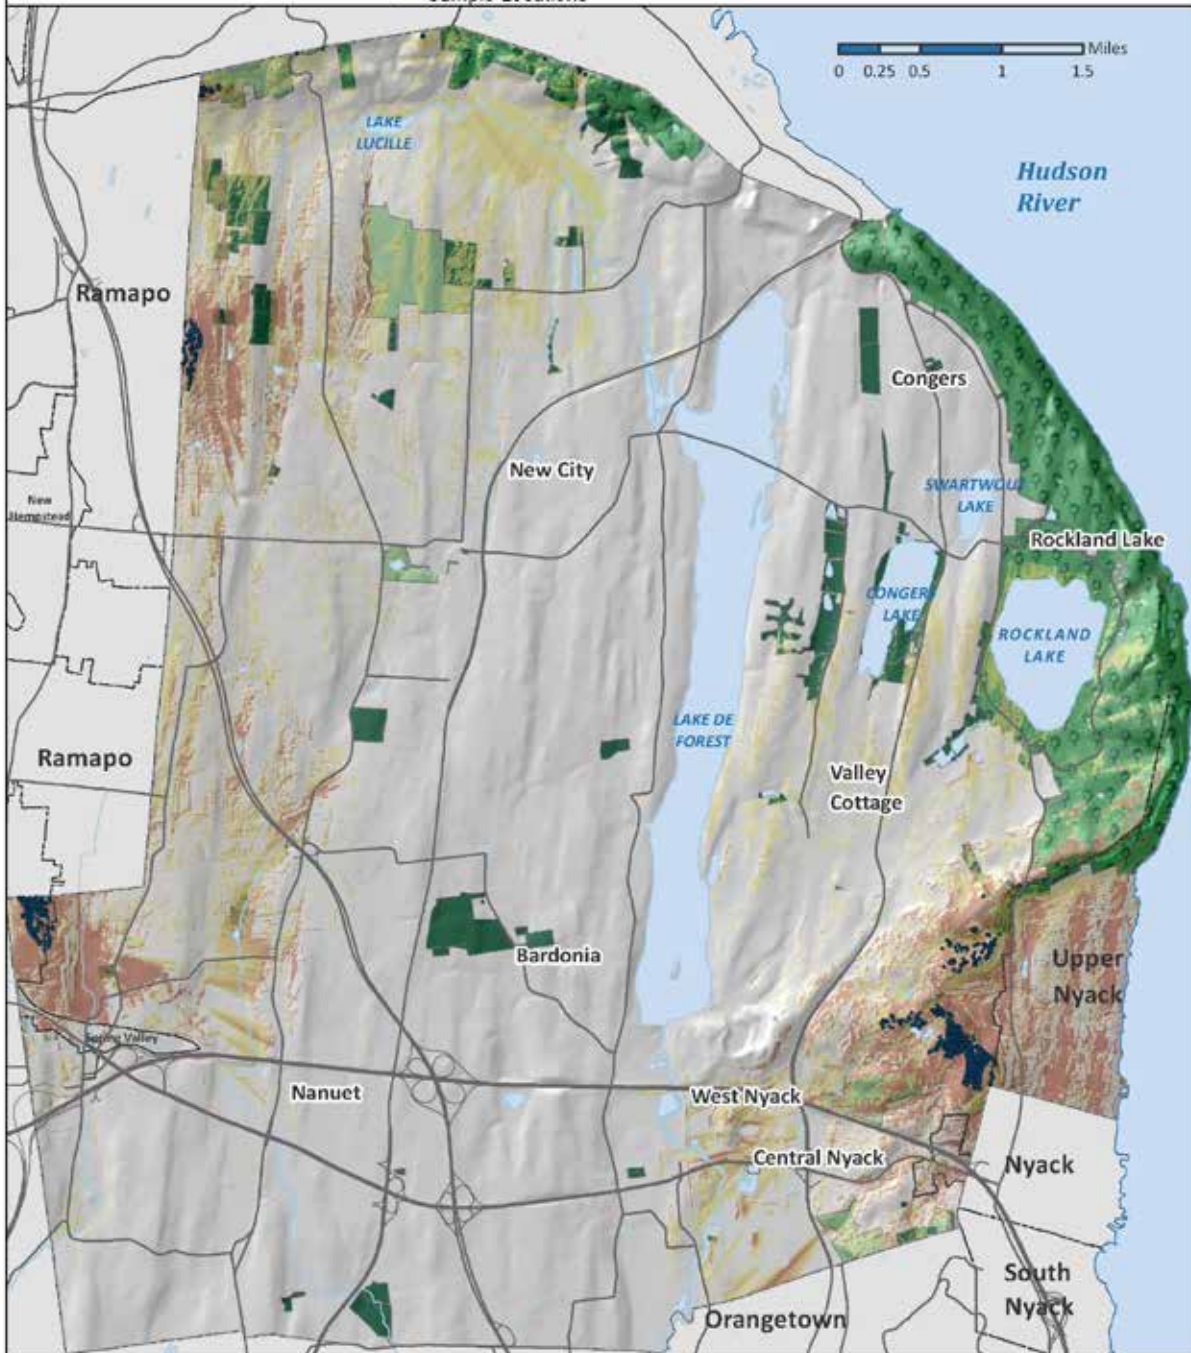 Sample Locations
Miles
0 0.25 0.5 1 1.5
LAKE
LUCILLE
Hudson
River
Ramapo
Congers
New City
SWARTWOUT
LAKE
New
Hempstead
Rockland Lake
CONGERS
LAKE
ROCKLAND
LAKE
LAKE DE
FOREST
Ramapo
Valley
Cottage
Bardonia
Upper
Nyack
Spring Valley
Nanuet
West Nyack
Central Nyack
Nyack
South
Nyack
Orangetown